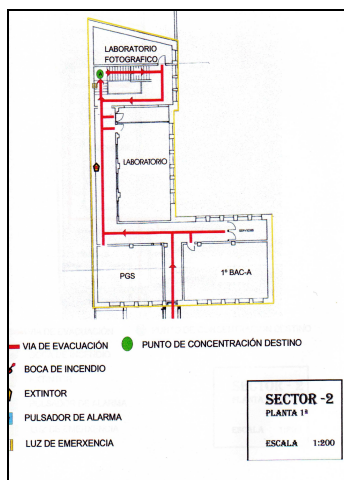 LABORATORIO
FOTOGRAFICO
A
LABORATORIO
SERVICIOS
PGS
1º BAC-A
VIA DE EVACUACIÓN
PUNTO DE CONCENTRACIÓN DESTINO
BOCA DE INCENDIO
EXTINTOR
PULSADOR DE ALARMA
LUZ DE EMERXENCIA
SECTOR -2
PLANTA 1ª
ESCALA 1:200